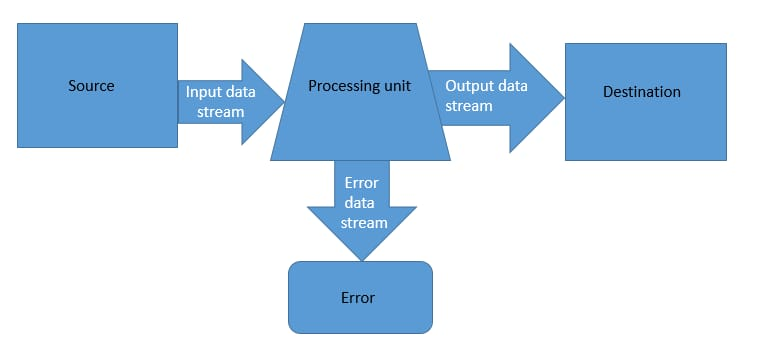 Source
Input data
stream
Processing unit
Output data
stream
Destination
Error
data
stream
Error